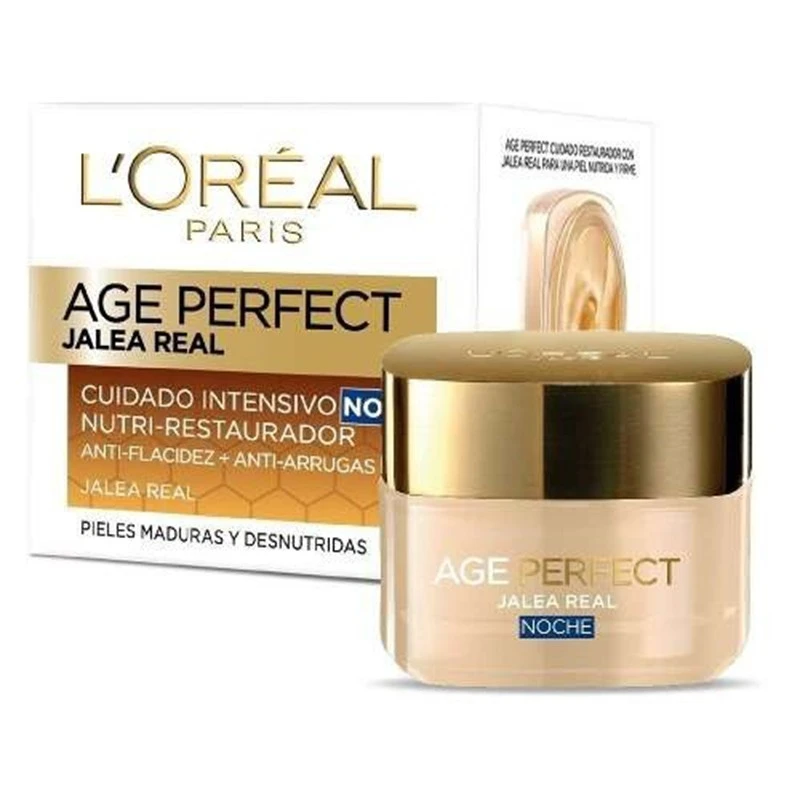 L'ORÉAL
PARIS
AGE PERFECT
JALEA REAL
CUIDADO INTENSIVO NO
NUTRI-RESTAURADOR
ANTI-FLACIDEZ + ANTI-ARRUGAS
JALEA REAL
PIELES MADURAS Y DESNUTRIDAS
AGE PERFECT CUIDADO RESTAURADOR CON
JALEA REAL PARA UNA PIEL NUTRIDA Y FIRME
L'ORÉAL
AGE PERFECT
JALEA REAL
NOCHE